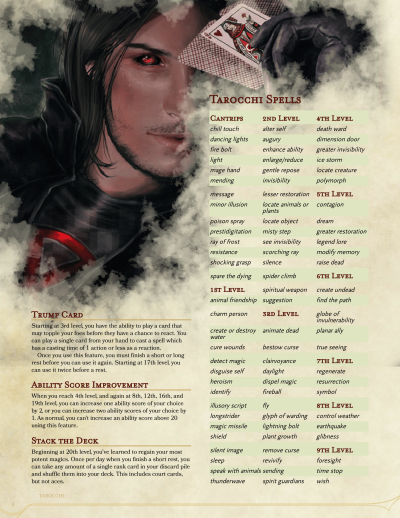 Tarocchi Spells
Cantrips
chill touch
dancing lights
fire bolt
light
mage hand
mending
message
minor illusion
poison spray
prestidigitation
ray of frost
resistance
shocking grasp
spare the dying
1st Level
animal friendship
charm person
create or destroy
water
cure wounds
detect magic
disguise self
heroism
identify
illusory script
longstrider
magic missile
shield
silent image
sleep
speak with animals
thunderwave
2nd Level
alter self
augury
enhance ability
enlarge/reduce
gentle repose
invisibility
lesser restoration
locate animals or
plants
locate object
misty step
see invisibility
scorching ray
silence
spider climb
spiritual weapon
suggestion
3rd Level
animate dead
bestow curse
clairvoyance
daylight
dispel magic
fireball
fly
glyph of warding
lightning bolt
plant growth
remove curse
revivify
sending
spirit guardians
4th Level
death ward
dimension door
greater invisibility
ice storm
locate creature
polymorph
5th Level
contagion
dream
greater restoration
legend lore
modify memory
raise dead
6th Level
create undead
find the path
globe of
invulnerability
planar ally
true seeing
7th Level
regenerate
resurrection
symbol
8th Level
control weather
earthquake
glibness
9th Level
foresight
time stop
wish
Trump Card
Starting at 3rd level, you have the ability to play a card that
may topple your foes before they have a chance to react. You
can play a single card from your hand to cast a spell which
has a casting time of 1 action or less as a reaction.
Once you use this feature, you must finish a short or long
rest before you can use it again. Starting at 17th level, you
can use it twice before a rest.
Ability Score Improvement
When you reach 4th level, and again at 8th, 12th, 16th, and
19th level, you can increase one ability score of your choice
by 2, or you can increase two ability scores of your choice by
1. As normal, you can't increase an ability score above 20
using this feature.
Stack the Deck
Beginning at 20th level, you've learned to regain your most
potent magics. Once per day when you finish a short rest, you
can take any amount of a single rank card in your discard pile
and shuffle them into your deck. This includes court cards,
but not aces.